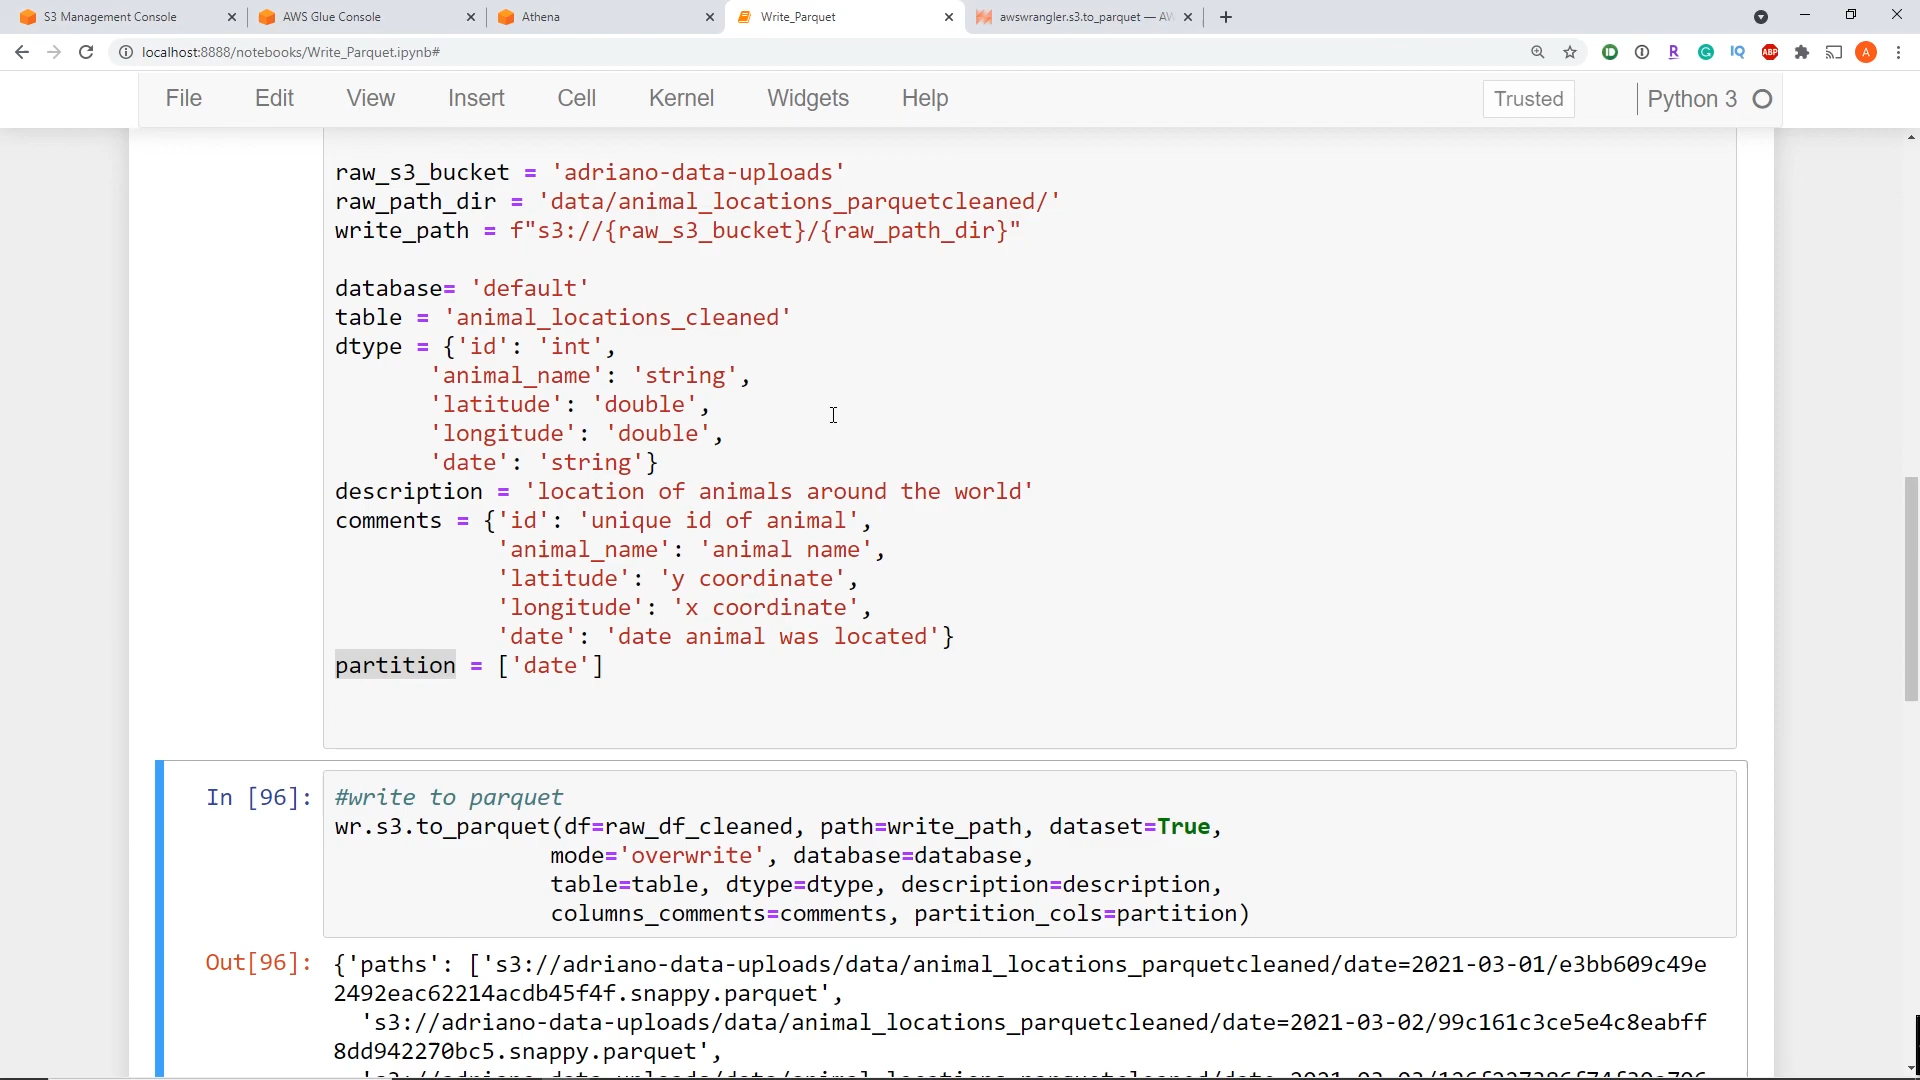 S3 Management Console
AWS Glue Console
Athena
Write_Parquet
awswrangler.s3.to_parquet — AW
localhost:8888/notebooks/Write_Parquet.ipynb#
File Edit View Insert Cell Kernel Widgets Help
Trusted
Python 3
raw_s3_bucket = 'adriano-data-uploads'
raw_path_dir = 'data/animal_locations_parquetcleaned/'
write_path = f"s3://{raw_s3_bucket}/{raw_path_dir}"
database= 'default'
table = 'animal_locations_cleaned'
dtype = {'id': 'int',
'animal_name': 'string',
'latitude': 'double',
'longitude': 'double',
'date': 'string'}
description = 'location of animals around the world'
comments = {'id': 'unique id of animal',
'animal_name': 'animal name',
'latitude': 'y coordinate',
'longitude': 'x coordinate',
'date': 'date animal was located'}
partition = ['date']
In [96]:
#write to parquet
wr.s3.to_parquet(df=raw_df_cleaned, path=write_path, dataset=True,
mode='overwrite', database=database,
table=table, dtype=dtype, description=description,
columns_comments=comments, partition_cols=partition)
Out[96]:
{'paths': ['s3://adriano-data-uploads/data/animal_locations_parquetcleaned/date=2021-03-01/e3bb609c49e
2492eac62214acdb45f4f.snappy.parquet',
's3://adriano-data-uploads/data/animal_locations_parquetcleaned/date=2021-03-02/99c161c3ce5e4c8eabff
8dd942270bc5.snappy.parquet',